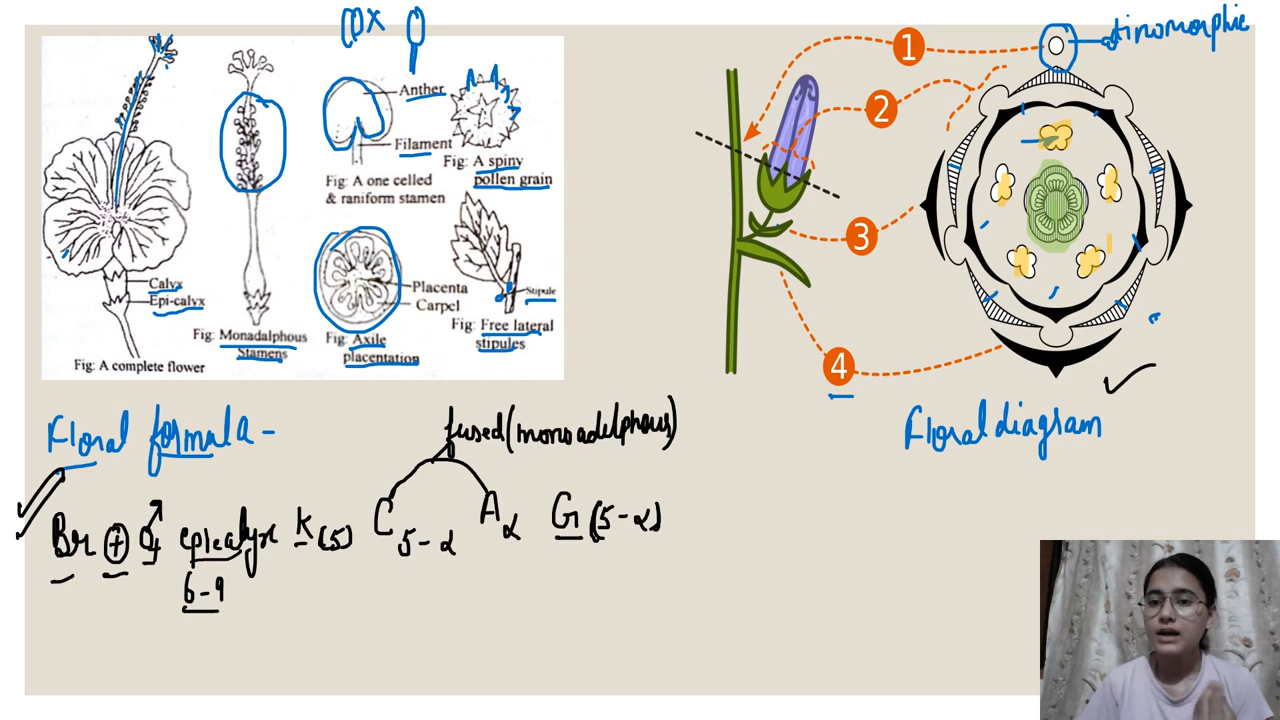 Anther
Filament
Fig: A one celled
& raniform stamen
Fig: A spiny
pollen grain
Calyx
Epi-calyx
Fig: A complete flower
Fig: Monadalphous
Stamens
Placenta
Carpel
Fig: Axile
placentation
Stipule
Fig: Free lateral
stipules
1
2
3
4
Floral formula -
fused (monoadelphous)
Br ⊕ ⚥ epicalyx K(5) C5-α Aα G(5-α)
6-9
Floral diagram